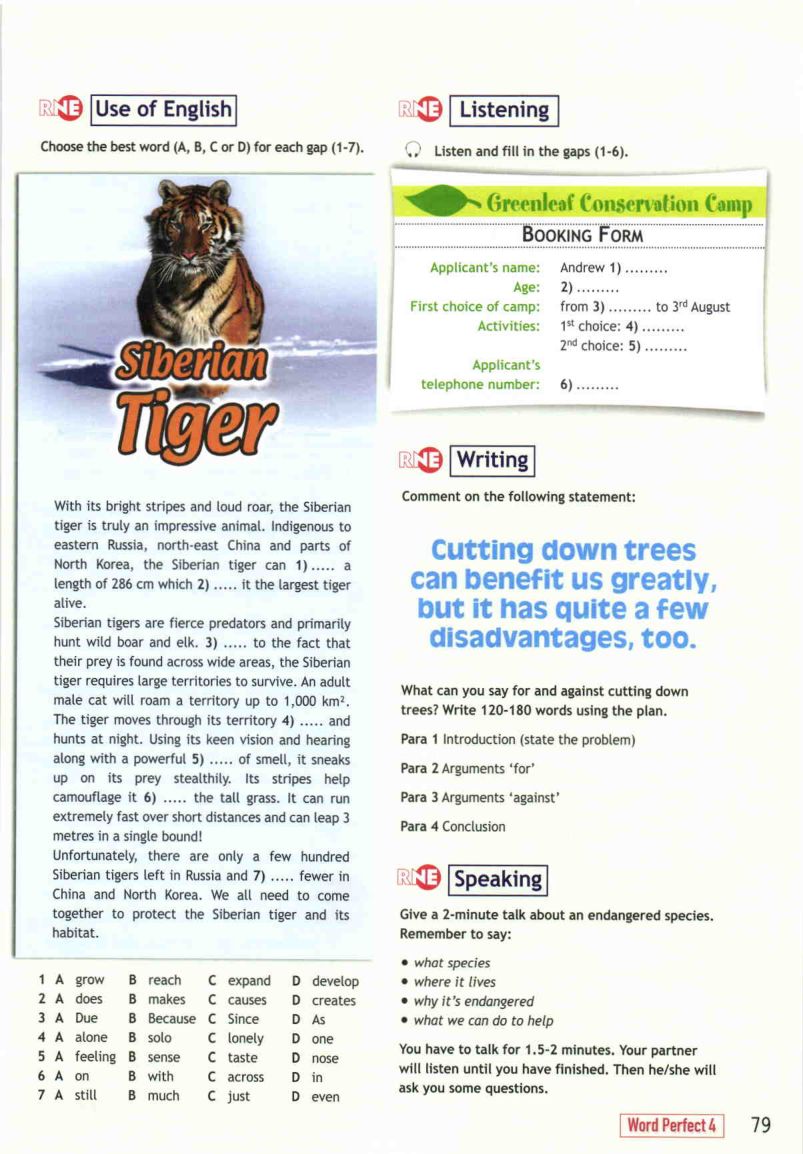 RNE Use of English
Choose the best word (A, B, C or D) for each gap (1-7).
Siberian
Tiger
With its bright stripes and loud roar, the Siberian
tiger is truly an impressive animal. Indigenous to
eastern Russia, north-east China and parts of
North Korea, the Siberian tiger can 1) ..... a
length of 286 cm which 2) ..... it the largest tiger
alive.
Siberian tigers are fierce predators and primarily
hunt wild boar and elk. 3) ..... to the fact that
their prey is found across wide areas, the Siberian
tiger requires large territories to survive. An adult
male cat will roam a territory up to 1,000 km².
The tiger moves through its territory 4) ..... and
hunts at night. Using its keen vision and hearing
along with a powerful 5) ..... of smell, it sneaks
up on its prey stealthily. Its stripes help
camouflage it 6) ..... the tall grass. It can run
extremely fast over short distances and can leap 3
metres in a single bound!
Unfortunately, there are only a few hundred
Siberian tigers left in Russia and 7) ..... fewer in
China and North Korea. We all need to come
together to protect the Siberian tiger and its
habitat.
1 A grow B reach C expand D develop
2 A does B makes C causes D creates
3 A Due B Because C Since D As
4 A alone B solo C lonely D one
5 A feeling B sense C taste D nose
6 A on B with C across D in
7 A still B much C just D even
RNE Listening
Listen and fill in the gaps (1-6).
Greenleaf Conservation Camp
BOOKING FORM
Applicant's name: Andrew 1) .........
Age: 2) .........
First choice of camp: from 3) ......... to 3rd August
Activities: 1st choice: 4) .........
2nd choice: 5) .........
Applicant's
telephone number: 6) .........
RNE Writing
Comment on the following statement:
Cutting down trees
can benefit us greatly,
but it has quite a few
disadvantages, too.
What can you say for and against cutting down
trees? Write 120-180 words using the plan.
Para 1 Introduction (state the problem)
Para 2 Arguments 'for'
Para 3 Arguments 'against'
Para 4 Conclusion
RNE Speaking
Give a 2-minute talk about an endangered species.
Remember to say:
• what species
• where it lives
• why it's endangered
• what we can do to help
You have to talk for 1.5-2 minutes. Your partner
will listen until you have finished. Then he/she will
ask you some questions.
Word Perfect 4 79